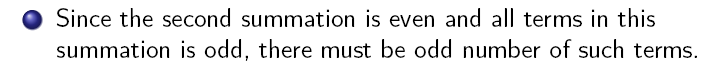 Since the second summation is even and all terms in this
summation is odd, there must be odd number of such terms.